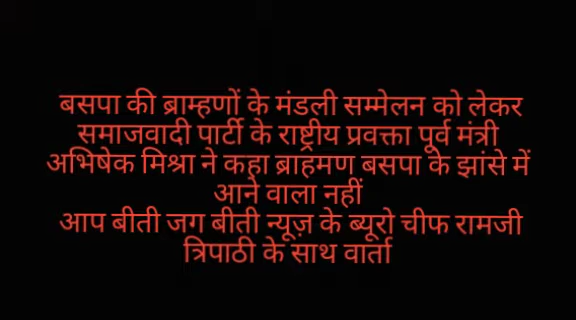 बसपा की ब्राम्हणों के मंडली सम्मेलन को लेकर
समाजवादी पार्टी के राष्ट्रीय प्रवक्ता पूर्व मंत्री
अभिषेक मिश्रा ने कहा ब्राहमण बसपा के झांसे में
आने वाला नहीं
आप बीती जग बीती न्यूज़ के ब्यूरो चीफ रामजी
त्रिपाठी के साथ वार्ता